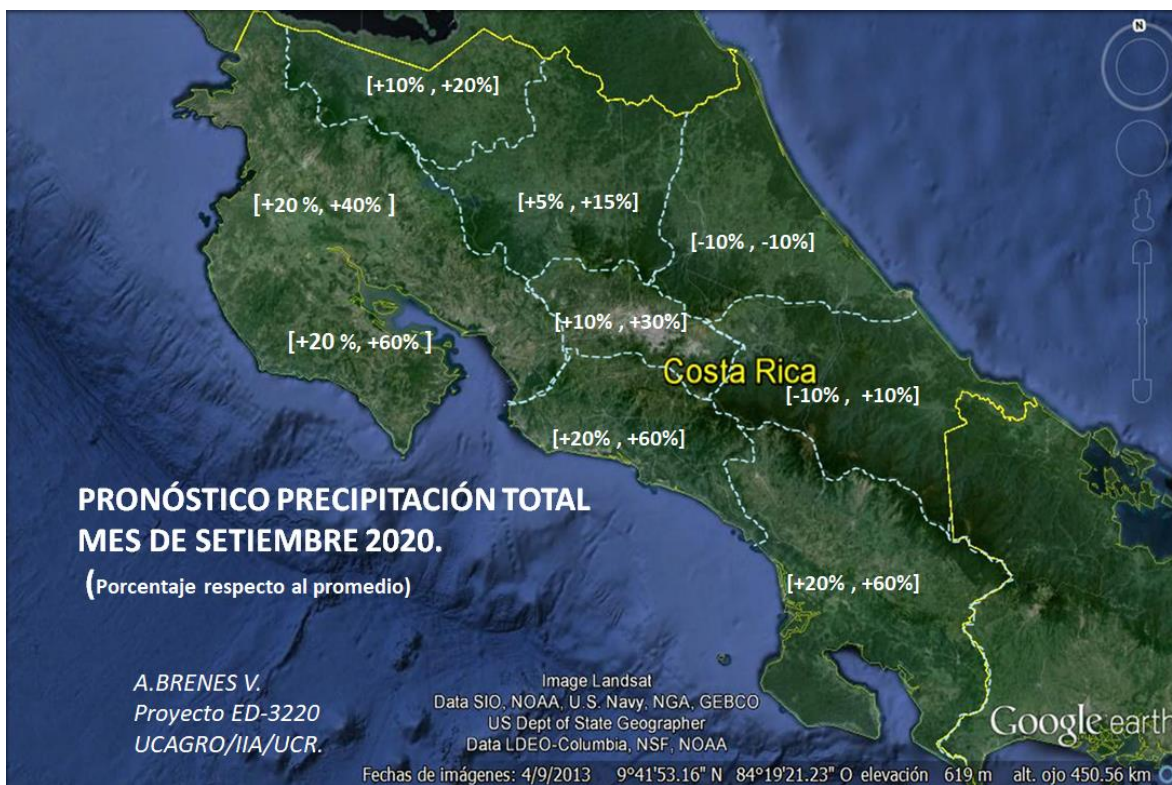 N
[+10% , +20%]
[+20 %, +40% ]
[+5% , +15%]
[-10% , -10%]
[+10% , +30%]
[+20 %, +60% ]
Costa Rica
[-10% , +10%]
[+20% , +60%]
PRONÓSTICO PRECIPITACIÓN TOTAL
MES DE SETIEMBRE 2020.
(Porcentaje respecto al promedio)
[+20% , +60%]
A.BRENES V.
Proyecto ED-3220
UCAGRO/IIA/UCR.
Image Landsat
Data SIO, NOAA, U.S. Navy, NGA, GEBCO
US Dept of State Geographer
Data LDEO-Columbia, NSF, NOAA
Google earth
Fechas de imágenes: 4/9/2013 9°41'53.16" N 84°19'21.23" O elevación 619 m alt. ojo 450.56 km